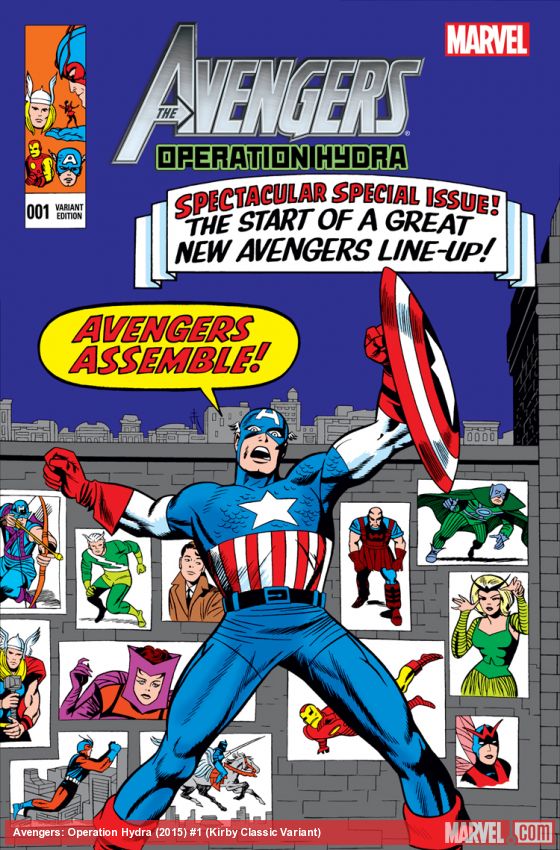 MARVEL
THE AVENGERS
OPERATION HYDRA
001 VARIANT
EDITION
SPECTACULAR SPECIAL ISSUE!
THE START OF A GREAT
NEW AVENGERS LINE-UP!
AVENGERS
ASSEMBLE!
A
Avengers: Operation Hydra (2015) #1 (Kirby Classic Variant)
MARVEL.com